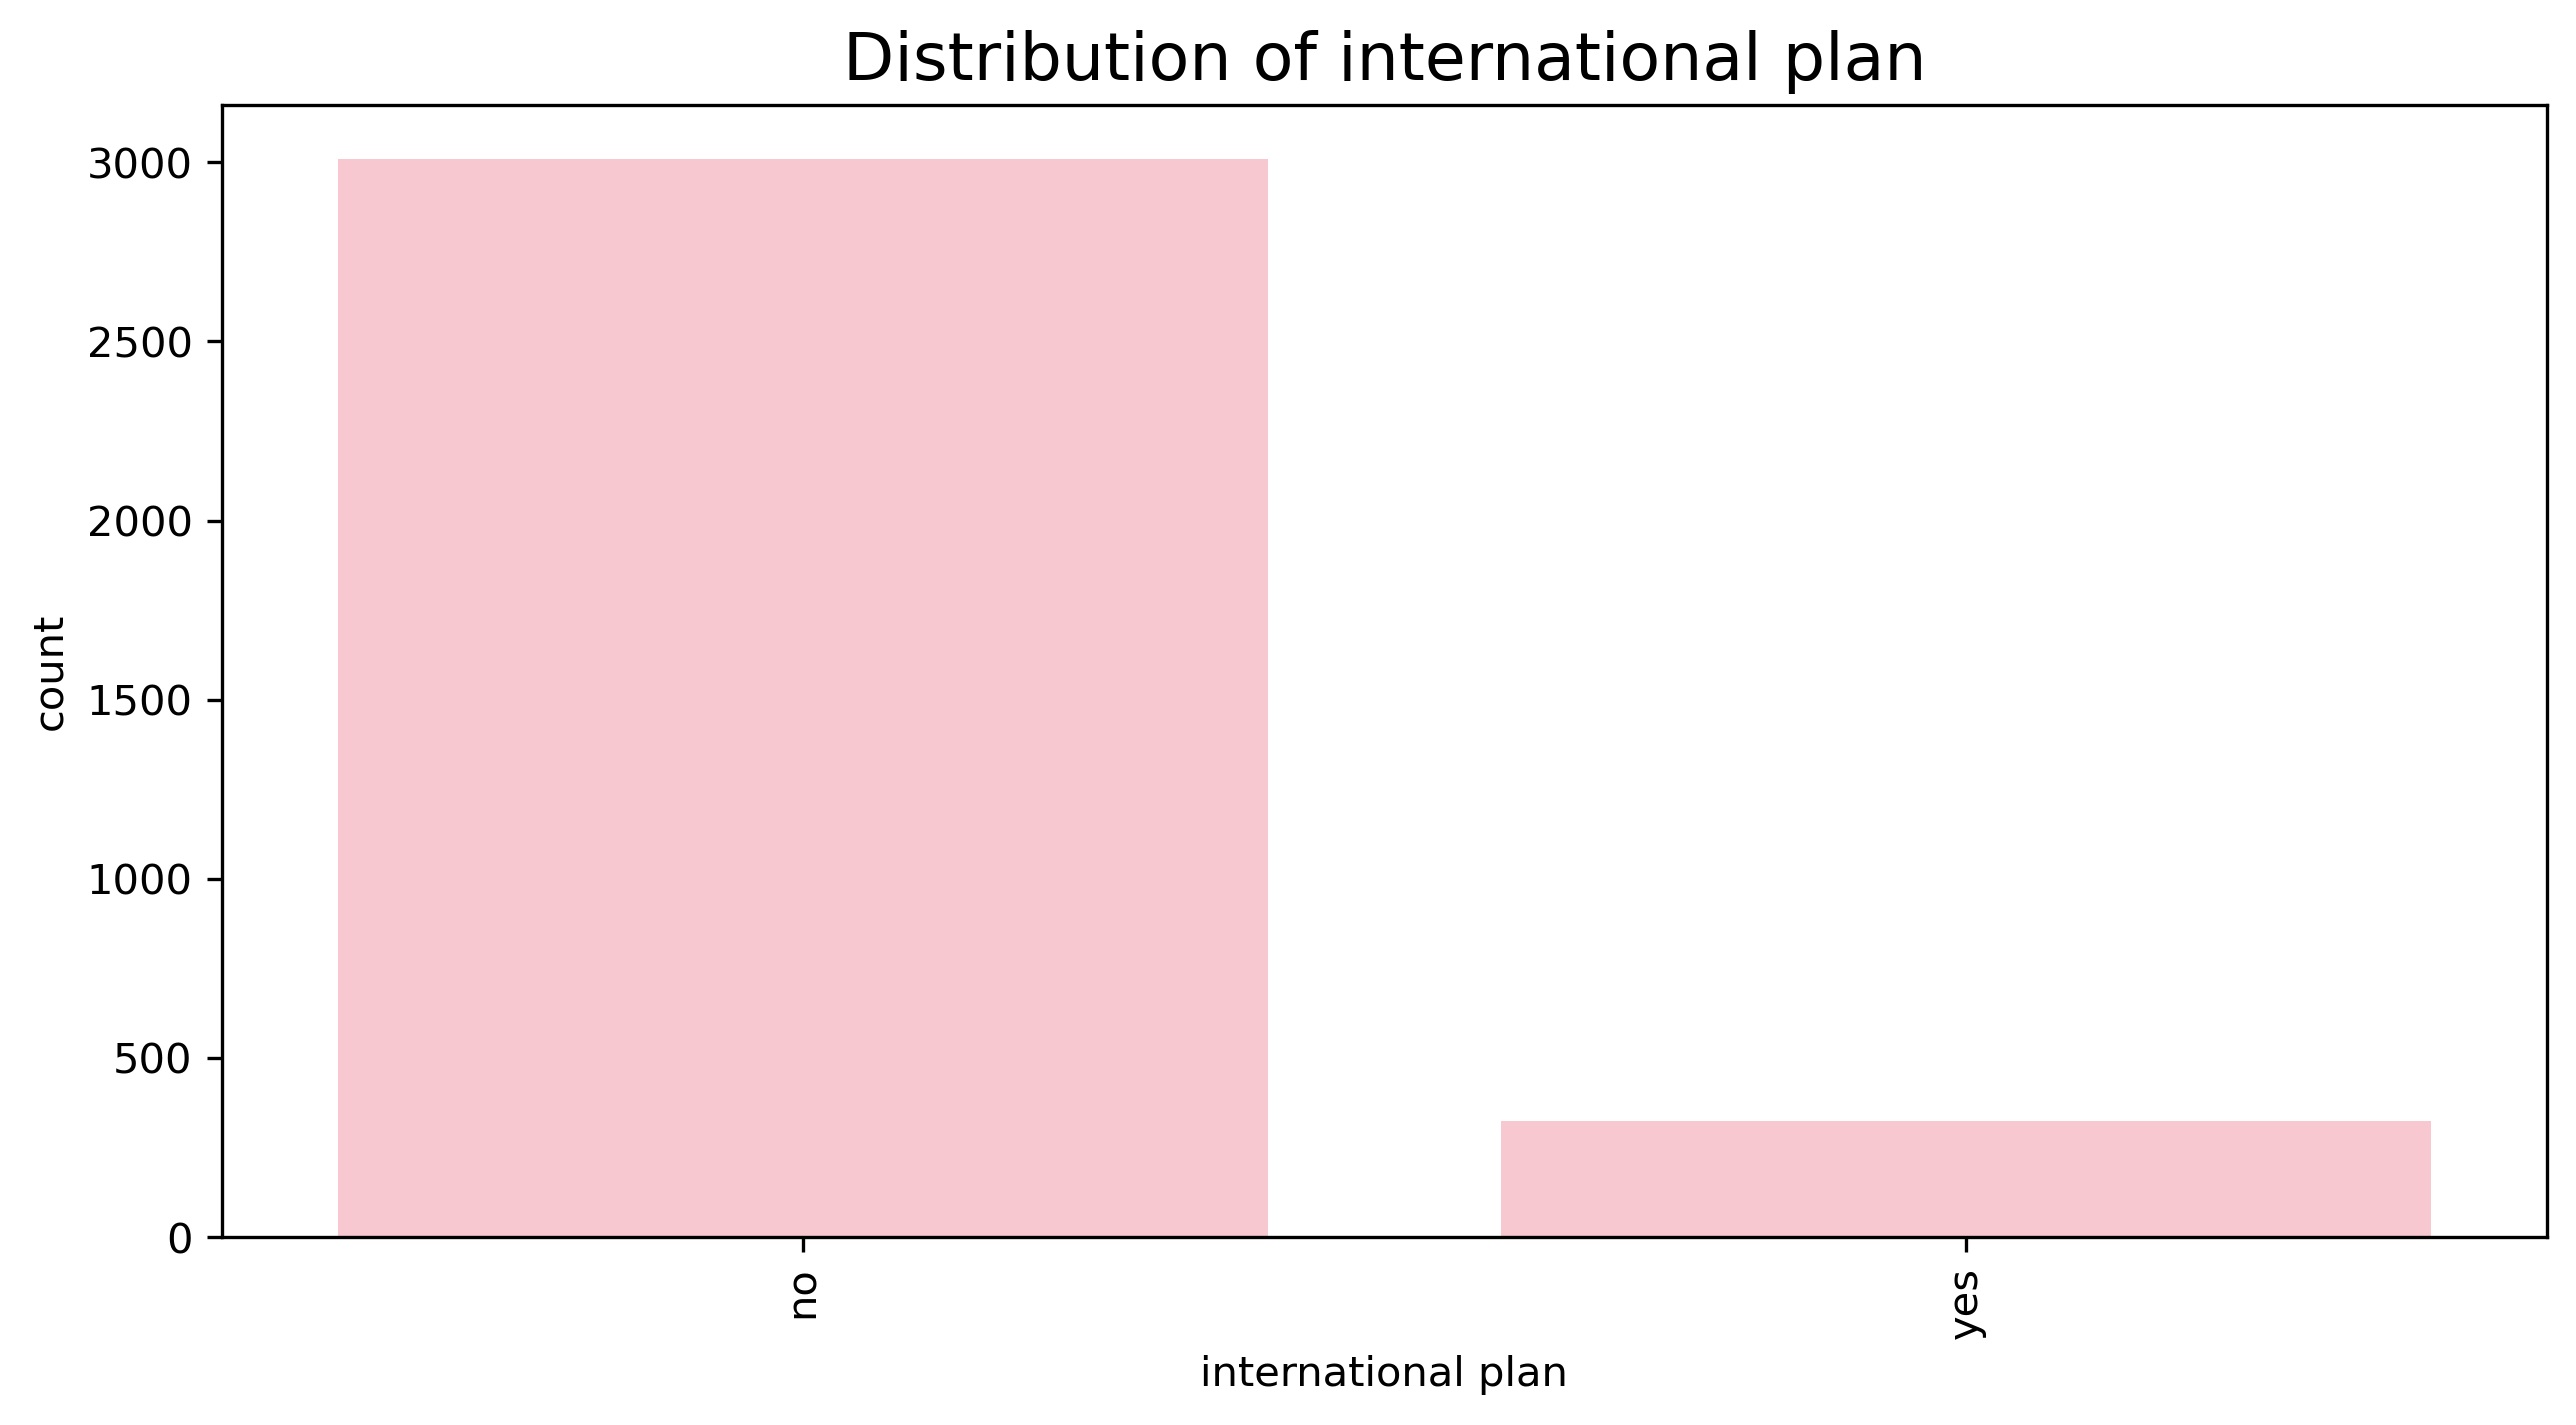 Distribution of international plan
3000
2500
2000
1500
1000
500
0
count
no
yes
international plan